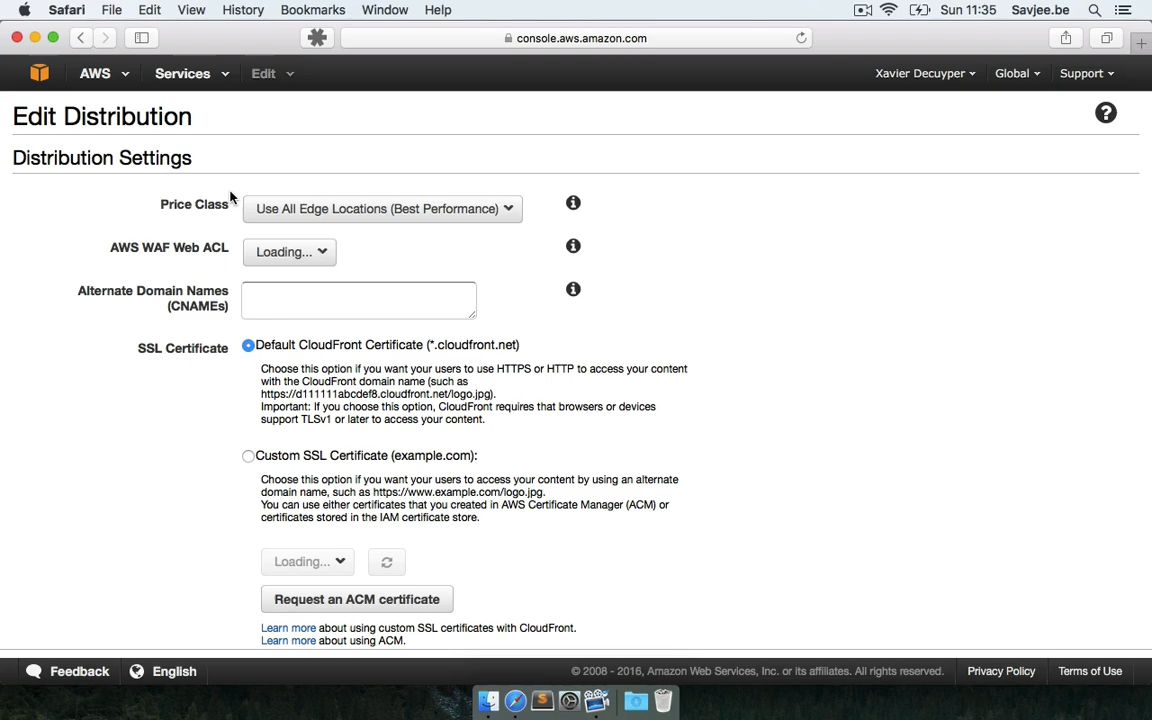 Safari File Edit View History Bookmarks Window Help Sun 11:35 Savjee.be
console.aws.amazon.com
AWS Services Edit Xavier Decuyper Global Support
Edit Distribution
Distribution Settings
Price Class Use All Edge Locations (Best Performance)
AWS WAF Web ACL Loading...
Alternate Domain Names
(CNAMEs)
SSL Certificate Default CloudFront Certificate (*.cloudfront.net)
Choose this option if you want your users to use HTTPS or HTTP to access your content
with the CloudFront domain name (such as
https://d111111abcdef8.cloudfront.net/logo.jpg).
Important: If you choose this option, CloudFront requires that browsers or devices
support TLSv1 or later to access your content.
Custom SSL Certificate (example.com):
Choose this option if you want your users to access your content by using an alternate
domain name, such as https://www.example.com/logo.jpg.
You can use either certificates that you created in AWS Certificate Manager (ACM) or
certificates stored in the IAM certificate store.
Loading...
Request an ACM certificate
Learn more about using custom SSL certificates with CloudFront.
Learn more about using ACM.
Feedback English © 2008 - 2016, Amazon Web Services, Inc. or its affiliates. All rights reserved. Privacy Policy Terms of Use